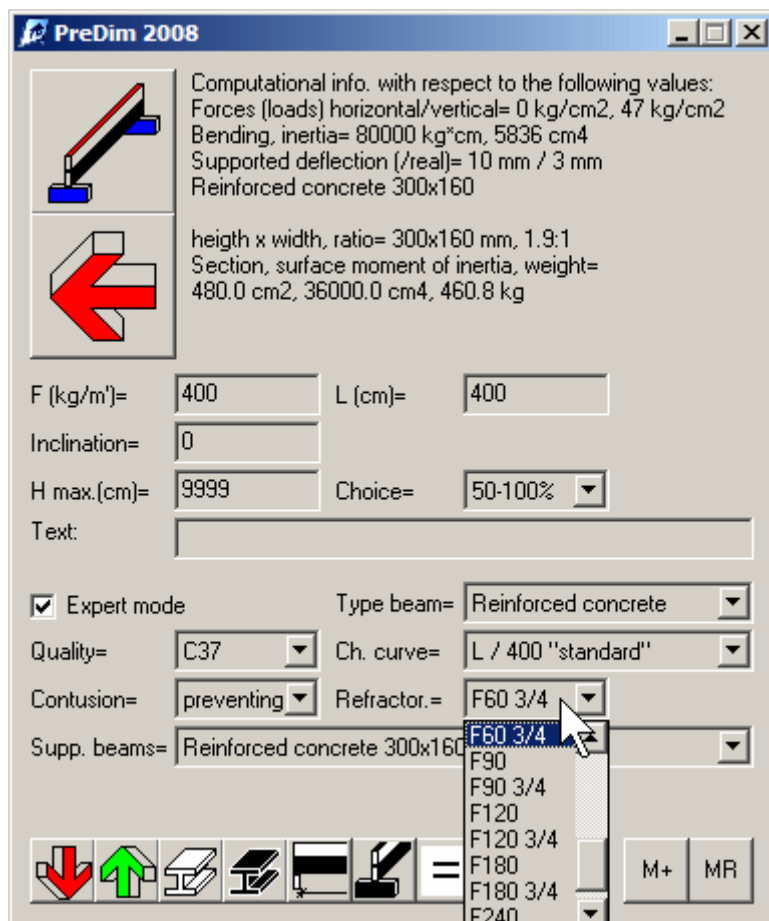 PreDim 2008
Computational info. with respect to the following values:
Forces (loads) horizontal/vertical= 0 kg/cm2, 47 kg/cm2
Bending, inertia= 80000 kg*cm, 5836 cm4
Supported deflection (/real)= 10 mm / 3 mm
Reinforced concrete 300x160
heigth x width, ratio= 300x160 mm, 1.9:1
Section, surface moment of inertia, weight=
480.0 cm2, 36000.0 cm4, 460.8 kg
F (kg/m')= 400 L (cm)= 400
Inclination= 0
H max.(cm)= 9999 Choice= 50-100%
Text:
Expert mode Type beam= Reinforced concrete
Quality= C37 Ch. curve= L / 400 "standard"
Contusion= preventing Refractor.= F60 3/4
Supp. beams= Reinforced concrete 300x160
F60 3/4
F90
F90 3/4
F120
F120 3/4
F180
F180 3/4
F240
= M+ MR